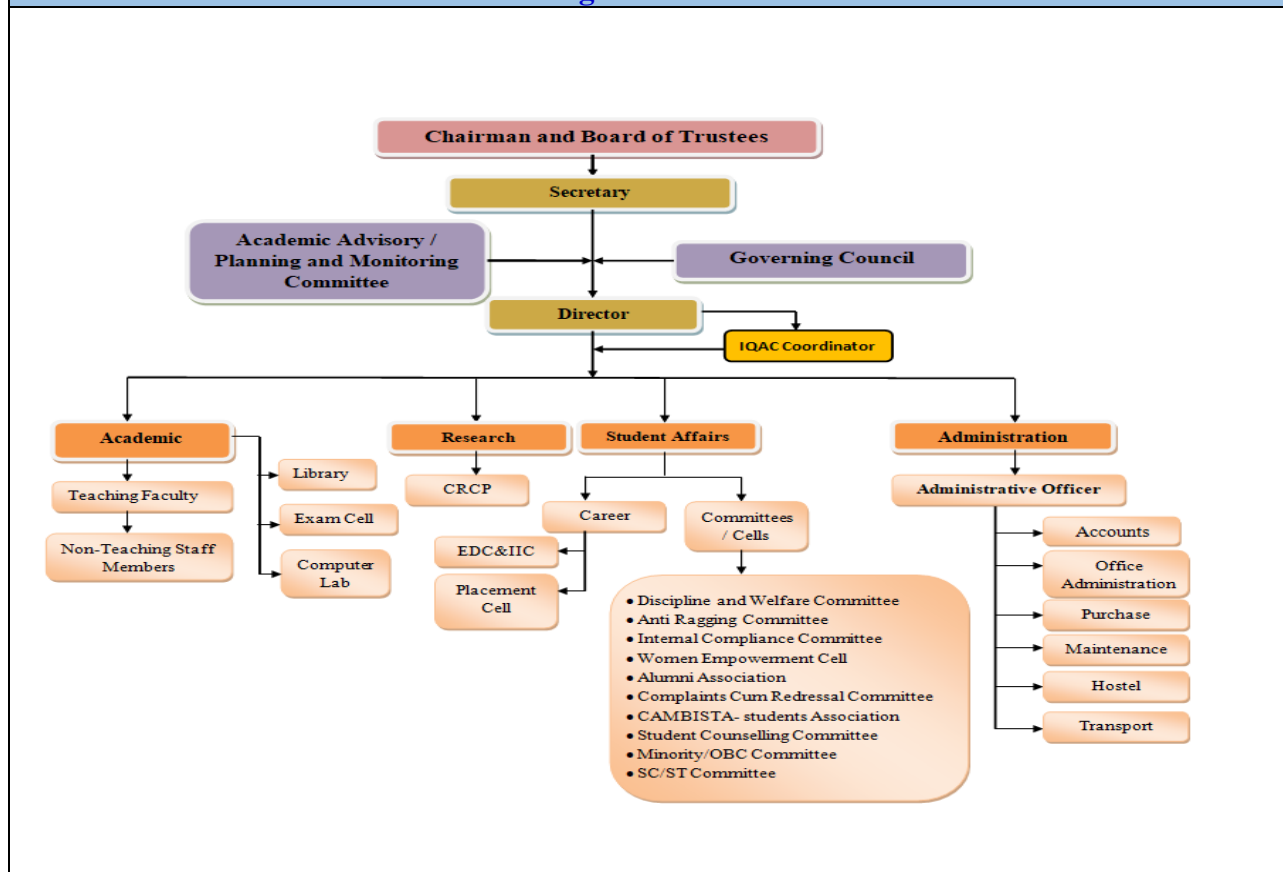 Chairman and Board of Trustees
Secretary
Academic Advisory /
Planning and Monitoring
Committee
Governing Council
Director
IQAC Coordinator
Academic
Research
Student Affairs
Administration
Teaching Faculty
Non-Teaching Staff
Members
Library
Exam Cell
Computer
Lab
CRCP
Career
EDC&IIC
Placement
Cell
Committees
/ Cells
• Discipline and Welfare Committee
• Anti Ragging Committee
• Internal Compliance Committee
• Women Empowerment Cell
• Alumni Association
• Complaints Cum Redressal Committee
• CAMBISTA- students Association
• Student Counselling Committee
• Minority/OBC Committee
• SC/ST Committee
Administrative Officer
Accounts
Office
Administration
Purchase
Maintenance
Hostel
Transport